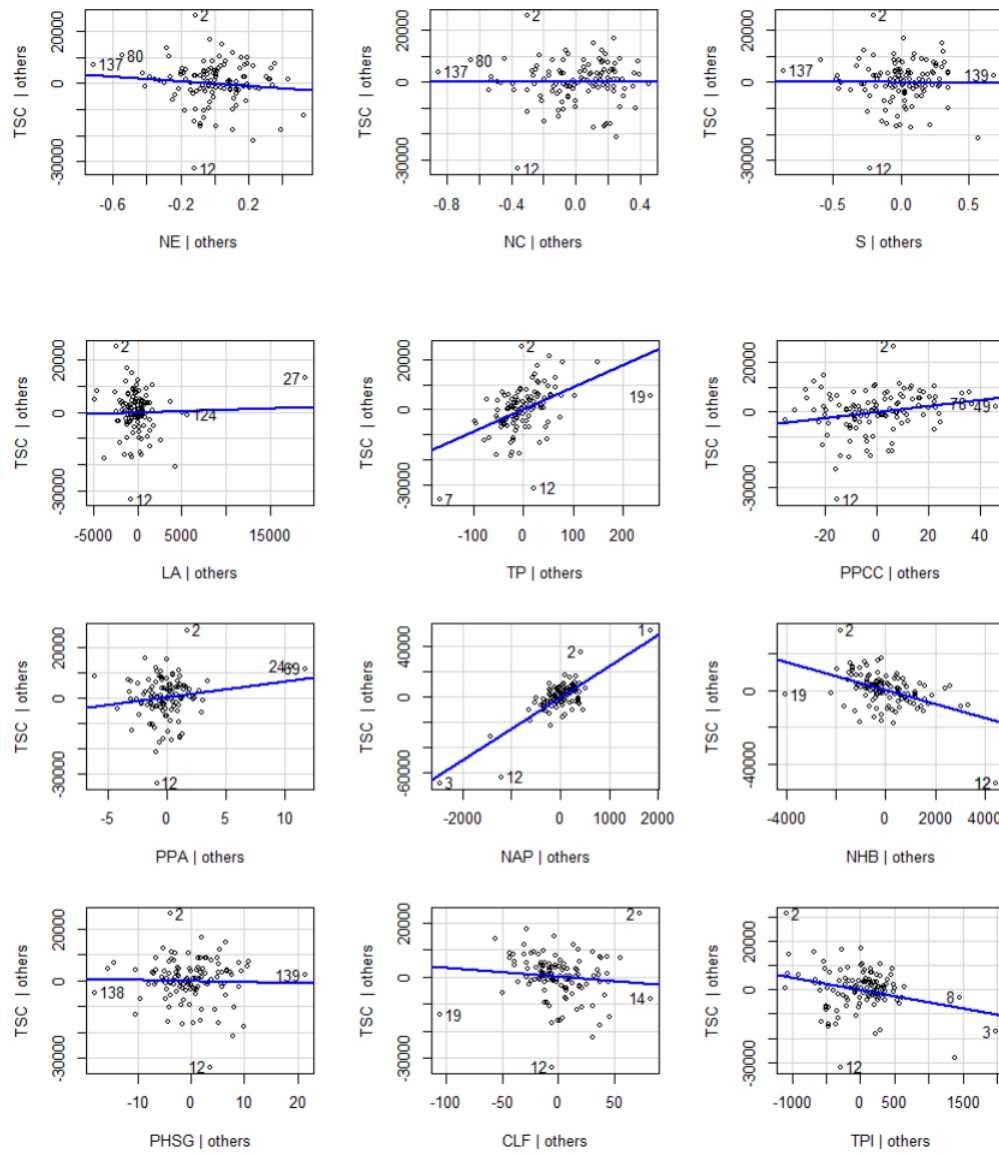 TSC | others
-30000 0 20000
2
80
137
12
-0.6 -0.2 0.2
NE | others
TSC | others
-30000 0 20000
2
80
137
12
-0.8 -0.4 0.0 0.4
NC | others
TSC | others
-30000 0 20000
2
137
139
12
-0.5 0.0 0.5
S | others
TSC | others
-30000 0 20000
2
27
124
12
-5000 0 5000 15000
LA | others
TSC | others
-30000 0 20000
2
19
12
7
-100 0 100 200
TP | others
TSC | others
-30000 0 20000
2
78
49
12
-20 0 20 40
PPCC | others
TSC | others
-30000 0 20000
2
24
69
12
-5 0 5 10
PPA | others
TSC | others
-60000 0 40000
1
2
12
3
-2000 0 1000 2000
NAP | others
TSC | others
-40000 0 20000
2
19
12
-4000 0 2000 4000
NHB | others
TSC | others
-30000 0 20000
2
139
138
12
-10 0 10 20
PHSG | others
TSC | others
-30000 0 20000
2
14
19
12
-100 -50 0 50
CLF | others
TSC | others
-30000 0 20000
2
8
3
12
-1000 0 500 1500
TPI | others